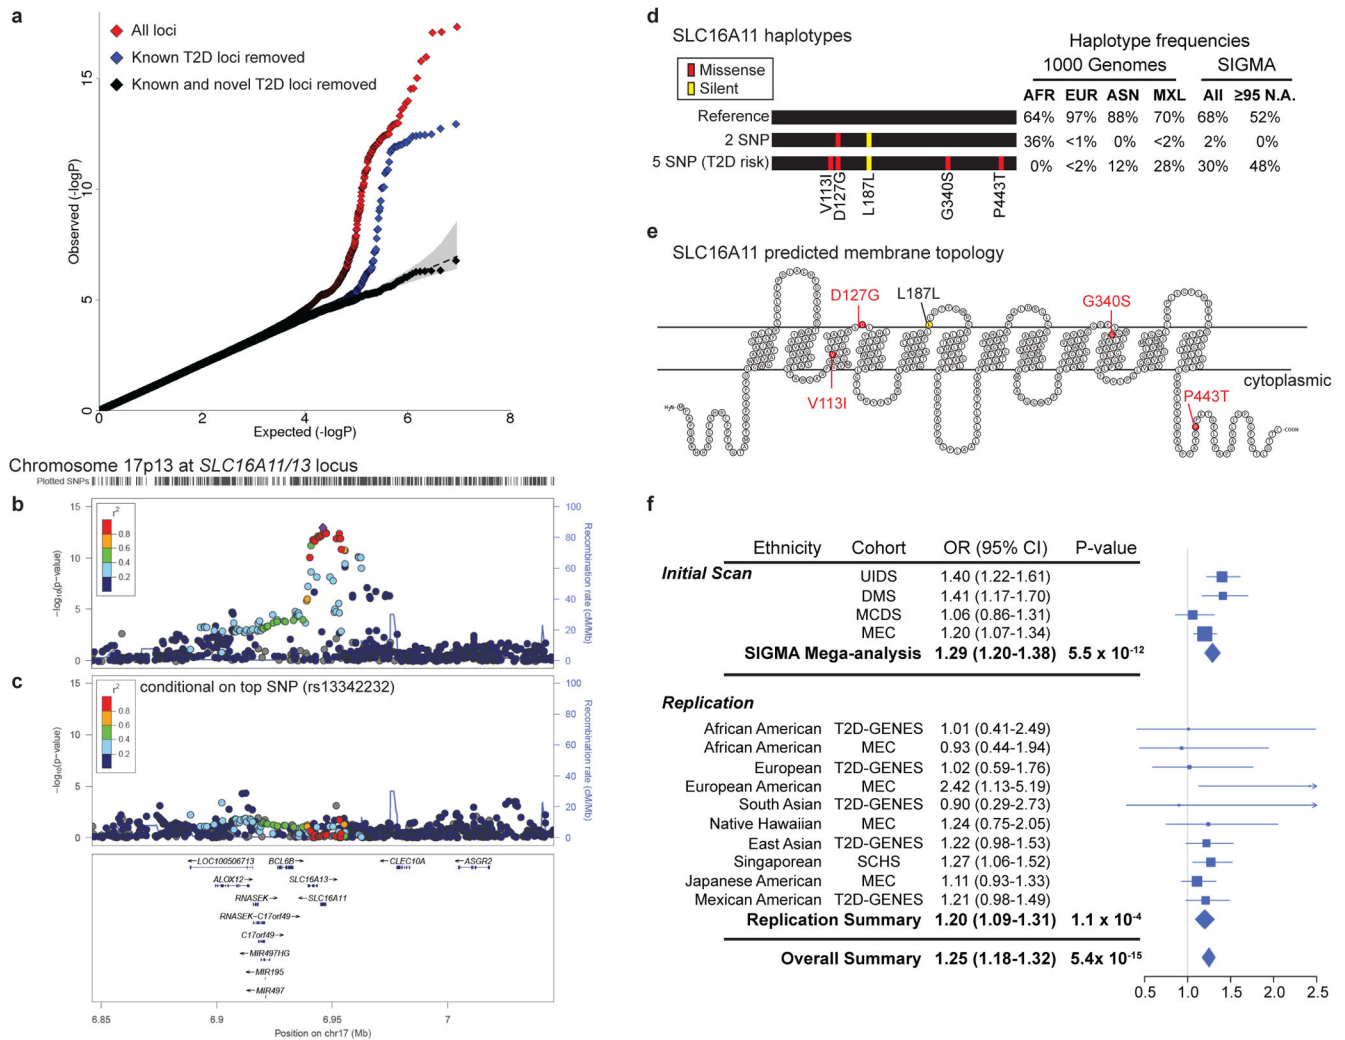 a
All loci
Known T2D loci removed
Known and novel T2D loci removed
Observed (-logP)
15
10
5
0
0 2 4 6 8
Expected (-logP)
Chromosome 17p13 at SLC16A11/13 locus
Plotted SNPs
b
r²
0.8
0.6
0.4
0.2
−log₁₀(p−value)
15
10
5
0
100
80
60
40
20
0
Recombination rate (cM/Mb)
c
conditional on top SNP (rs13342232)
r²
0.8
0.6
0.4
0.2
−log₁₀(p−value)
15
10
5
0
100
80
60
40
20
0
Recombination rate (cM/Mb)
←LOC100506713 BCL6B→ ←CLEC10A ←ASGR2
ALOX12→ SLC16A13→
RNASEK→ ←SLC16A11
RNASEK−C17orf49→
C17orf49→
←MIR497HG
←MIR195
←MIR497
6.85 6.9 6.95 7
Position on chr17 (Mb)
d
SLC16A11 haplotypes
Missense
Silent
Haplotype frequencies
1000 Genomes SIGMA
AFR EUR ASN MXL All ≥95 N.A.
Reference 64% 97% 88% 70% 68% 52%
2 SNP 36% <1% 0% <2% 2% 0%
5 SNP (T2D risk) 0% <2% 12% 28% 30% 48%
V113I
D127G
L187L
G340S
P443T
e
SLC16A11 predicted membrane topology
D127G
L187L
G340S
V113I
cytoplasmic
P443T
H₂N
COOH
f
Ethnicity Cohort OR (95% CI) P-value
Initial Scan
UIDS 1.40 (1.22-1.61)
DMS 1.41 (1.17-1.70)
MCDS 1.06 (0.86-1.31)
MEC 1.20 (1.07-1.34)
SIGMA Mega-analysis 1.29 (1.20-1.38) 5.5 x 10⁻¹²
Replication
African American T2D-GENES 1.01 (0.41-2.49)
African American MEC 0.93 (0.44-1.94)
European T2D-GENES 1.02 (0.59-1.76)
European American MEC 2.42 (1.13-5.19)
South Asian T2D-GENES 0.90 (0.29-2.73)
Native Hawaiian MEC 1.24 (0.75-2.05)
East Asian T2D-GENES 1.22 (0.98-1.53)
Singaporean SCHS 1.27 (1.06-1.52)
Japanese American MEC 1.11 (0.93-1.33)
Mexican American T2D-GENES 1.21 (0.98-1.49)
Replication Summary 1.20 (1.09-1.31) 1.1 x 10⁻⁴
Overall Summary 1.25 (1.18-1.32) 5.4x 10⁻¹⁵
0.5 1.0 1.5 2.0 2.5